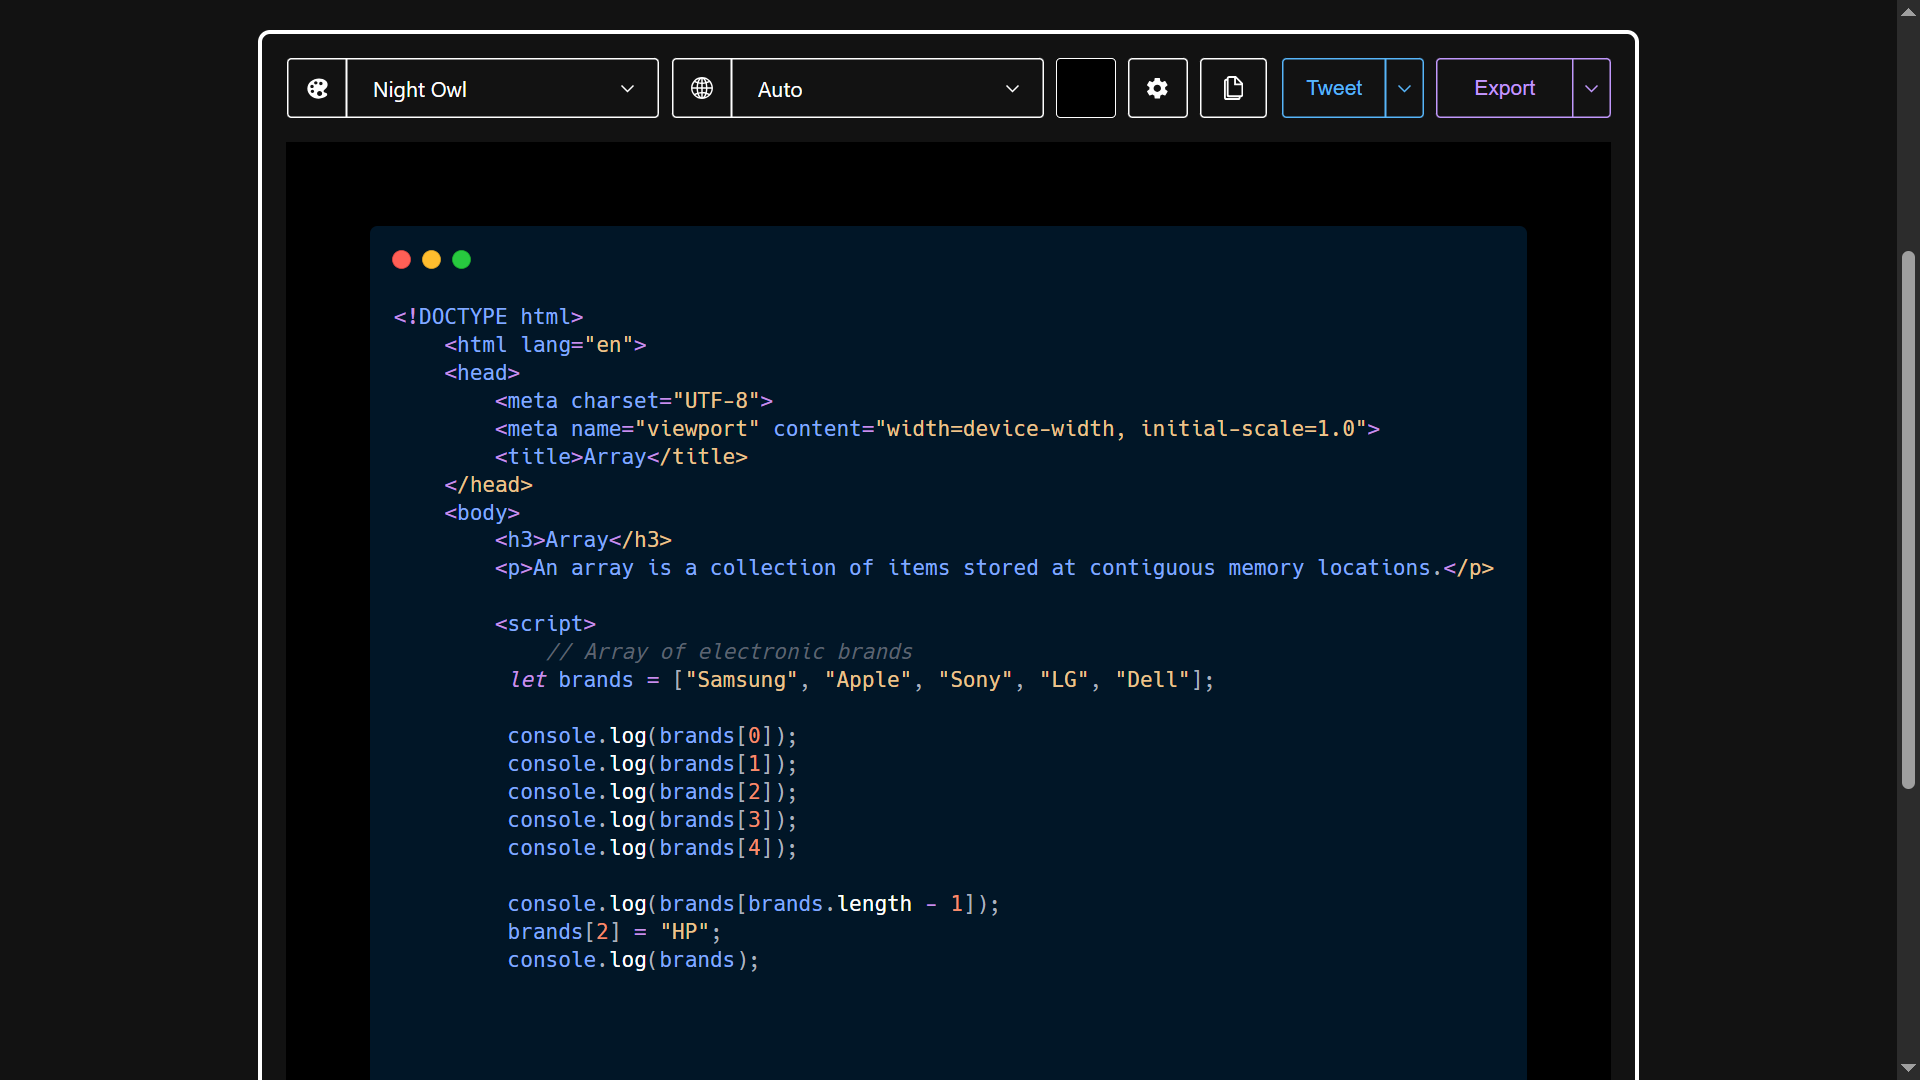 Night Owl Auto Tweet Export
<!DOCTYPE html>
    <html lang="en">
    <head>
        <meta charset="UTF-8">
        <meta name="viewport" content="width=device-width, initial-scale=1.0">
        <title>Array</title>
    </head>
    <body>
        <h3>Array</h3>
        <p>An array is a collection of items stored at contiguous memory locations.</p>

        <script>
            // Array of electronic brands
         let brands = ["Samsung", "Apple", "Sony", "LG", "Dell"];

         console.log(brands[0]);
         console.log(brands[1]);
         console.log(brands[2]);
         console.log(brands[3]);
         console.log(brands[4]);

         console.log(brands[brands.length - 1]);
         brands[2] = "HP";
         console.log(brands);